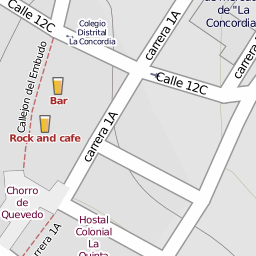 Calle 12C
Colegio
Distrital
La Concordia
de "La
Concordia
carrera 1A
Calle 12C
Callejon del Embudo
Bar
Rock and cafe
carrera 1A
Chorro
de
Quevedo
carrera 1A
Hostal
Colonial
La
Quinta